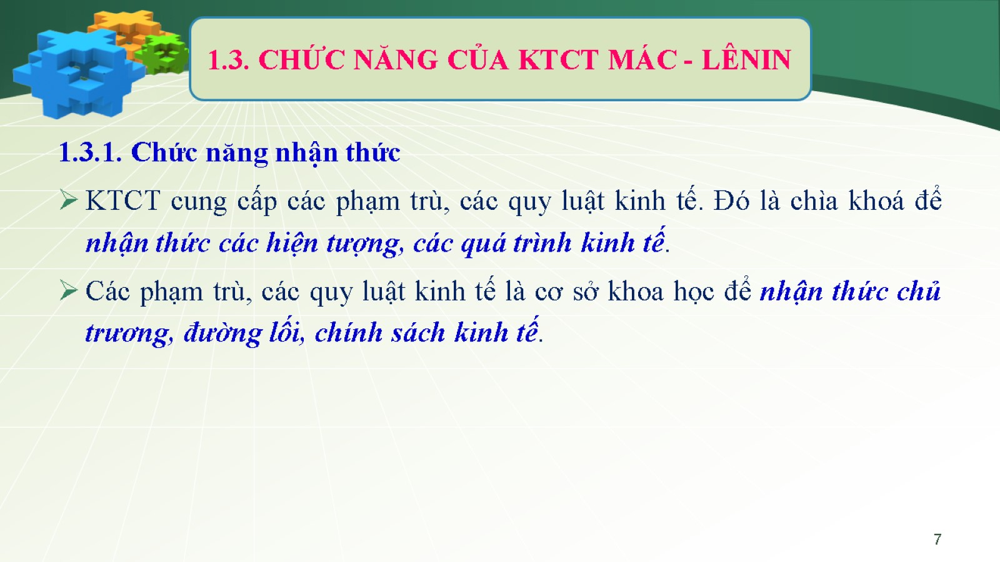 1.3. CHỨC NĂNG CỦA KTCT MÁC - LÊNIN
1.3.1. Chức năng nhận thức
KTCT cung cấp các phạm trù, các quy luật kinh tế. Đó là chìa khoá để
nhận thức các hiện tượng, các quá trình kinh tế.
Các phạm trù, các quy luật kinh tế là cơ sở khoa học để nhận thức chủ
trương, đường lối, chính sách kinh tế.
7